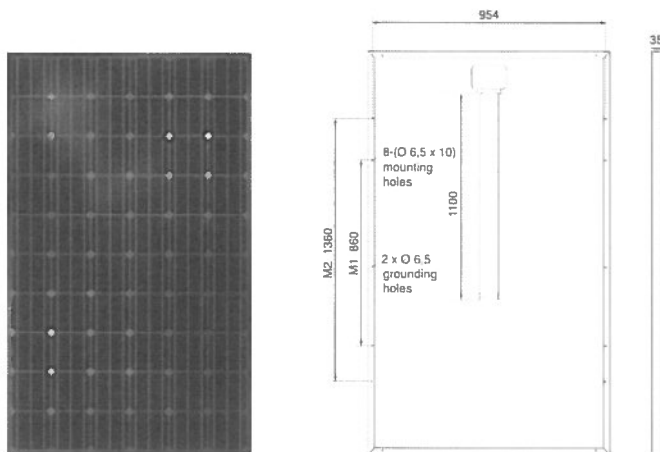 954
35
8-(Ø 6,5 x 10)
mounting
holes
1100
M2 1360
M1 860
2 x Ø 6.5
grounding
holes